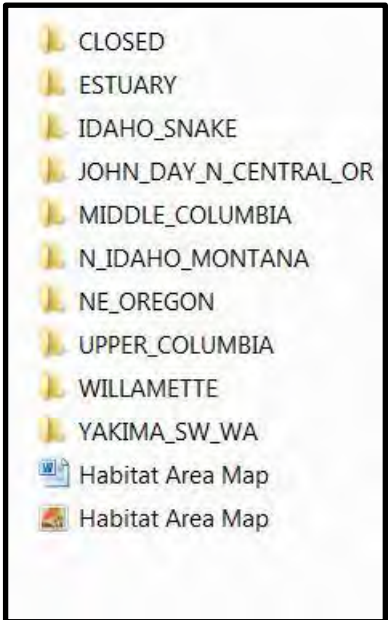 CLOSED
ESTUARY
IDAHO_SNAKE
JOHN_DAY_N_CENTRAL_OR
MIDDLE_COLUMBIA
N_IDAHO_MONTANA
NE_OREGON
UPPER_COLUMBIA
WILLAMETTE
YAKIMA_SW_WA
Habitat Area Map
Habitat Area Map